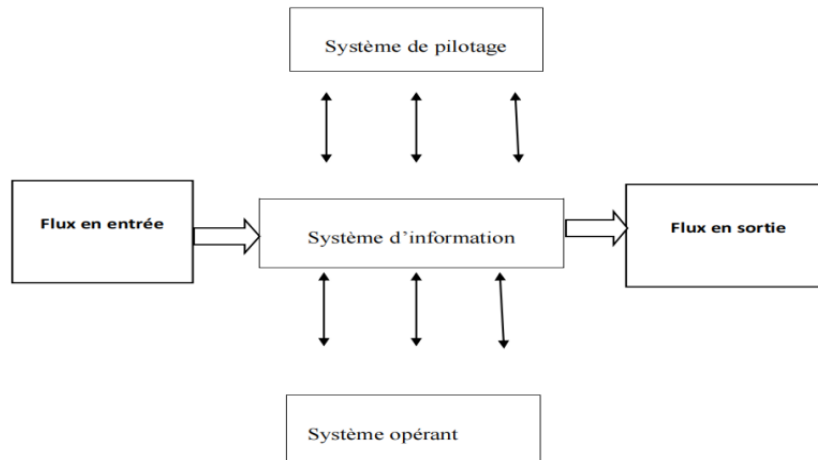 Système de pilotage
Flux en entrée
Système d’information
Flux en sortie
Système opérant